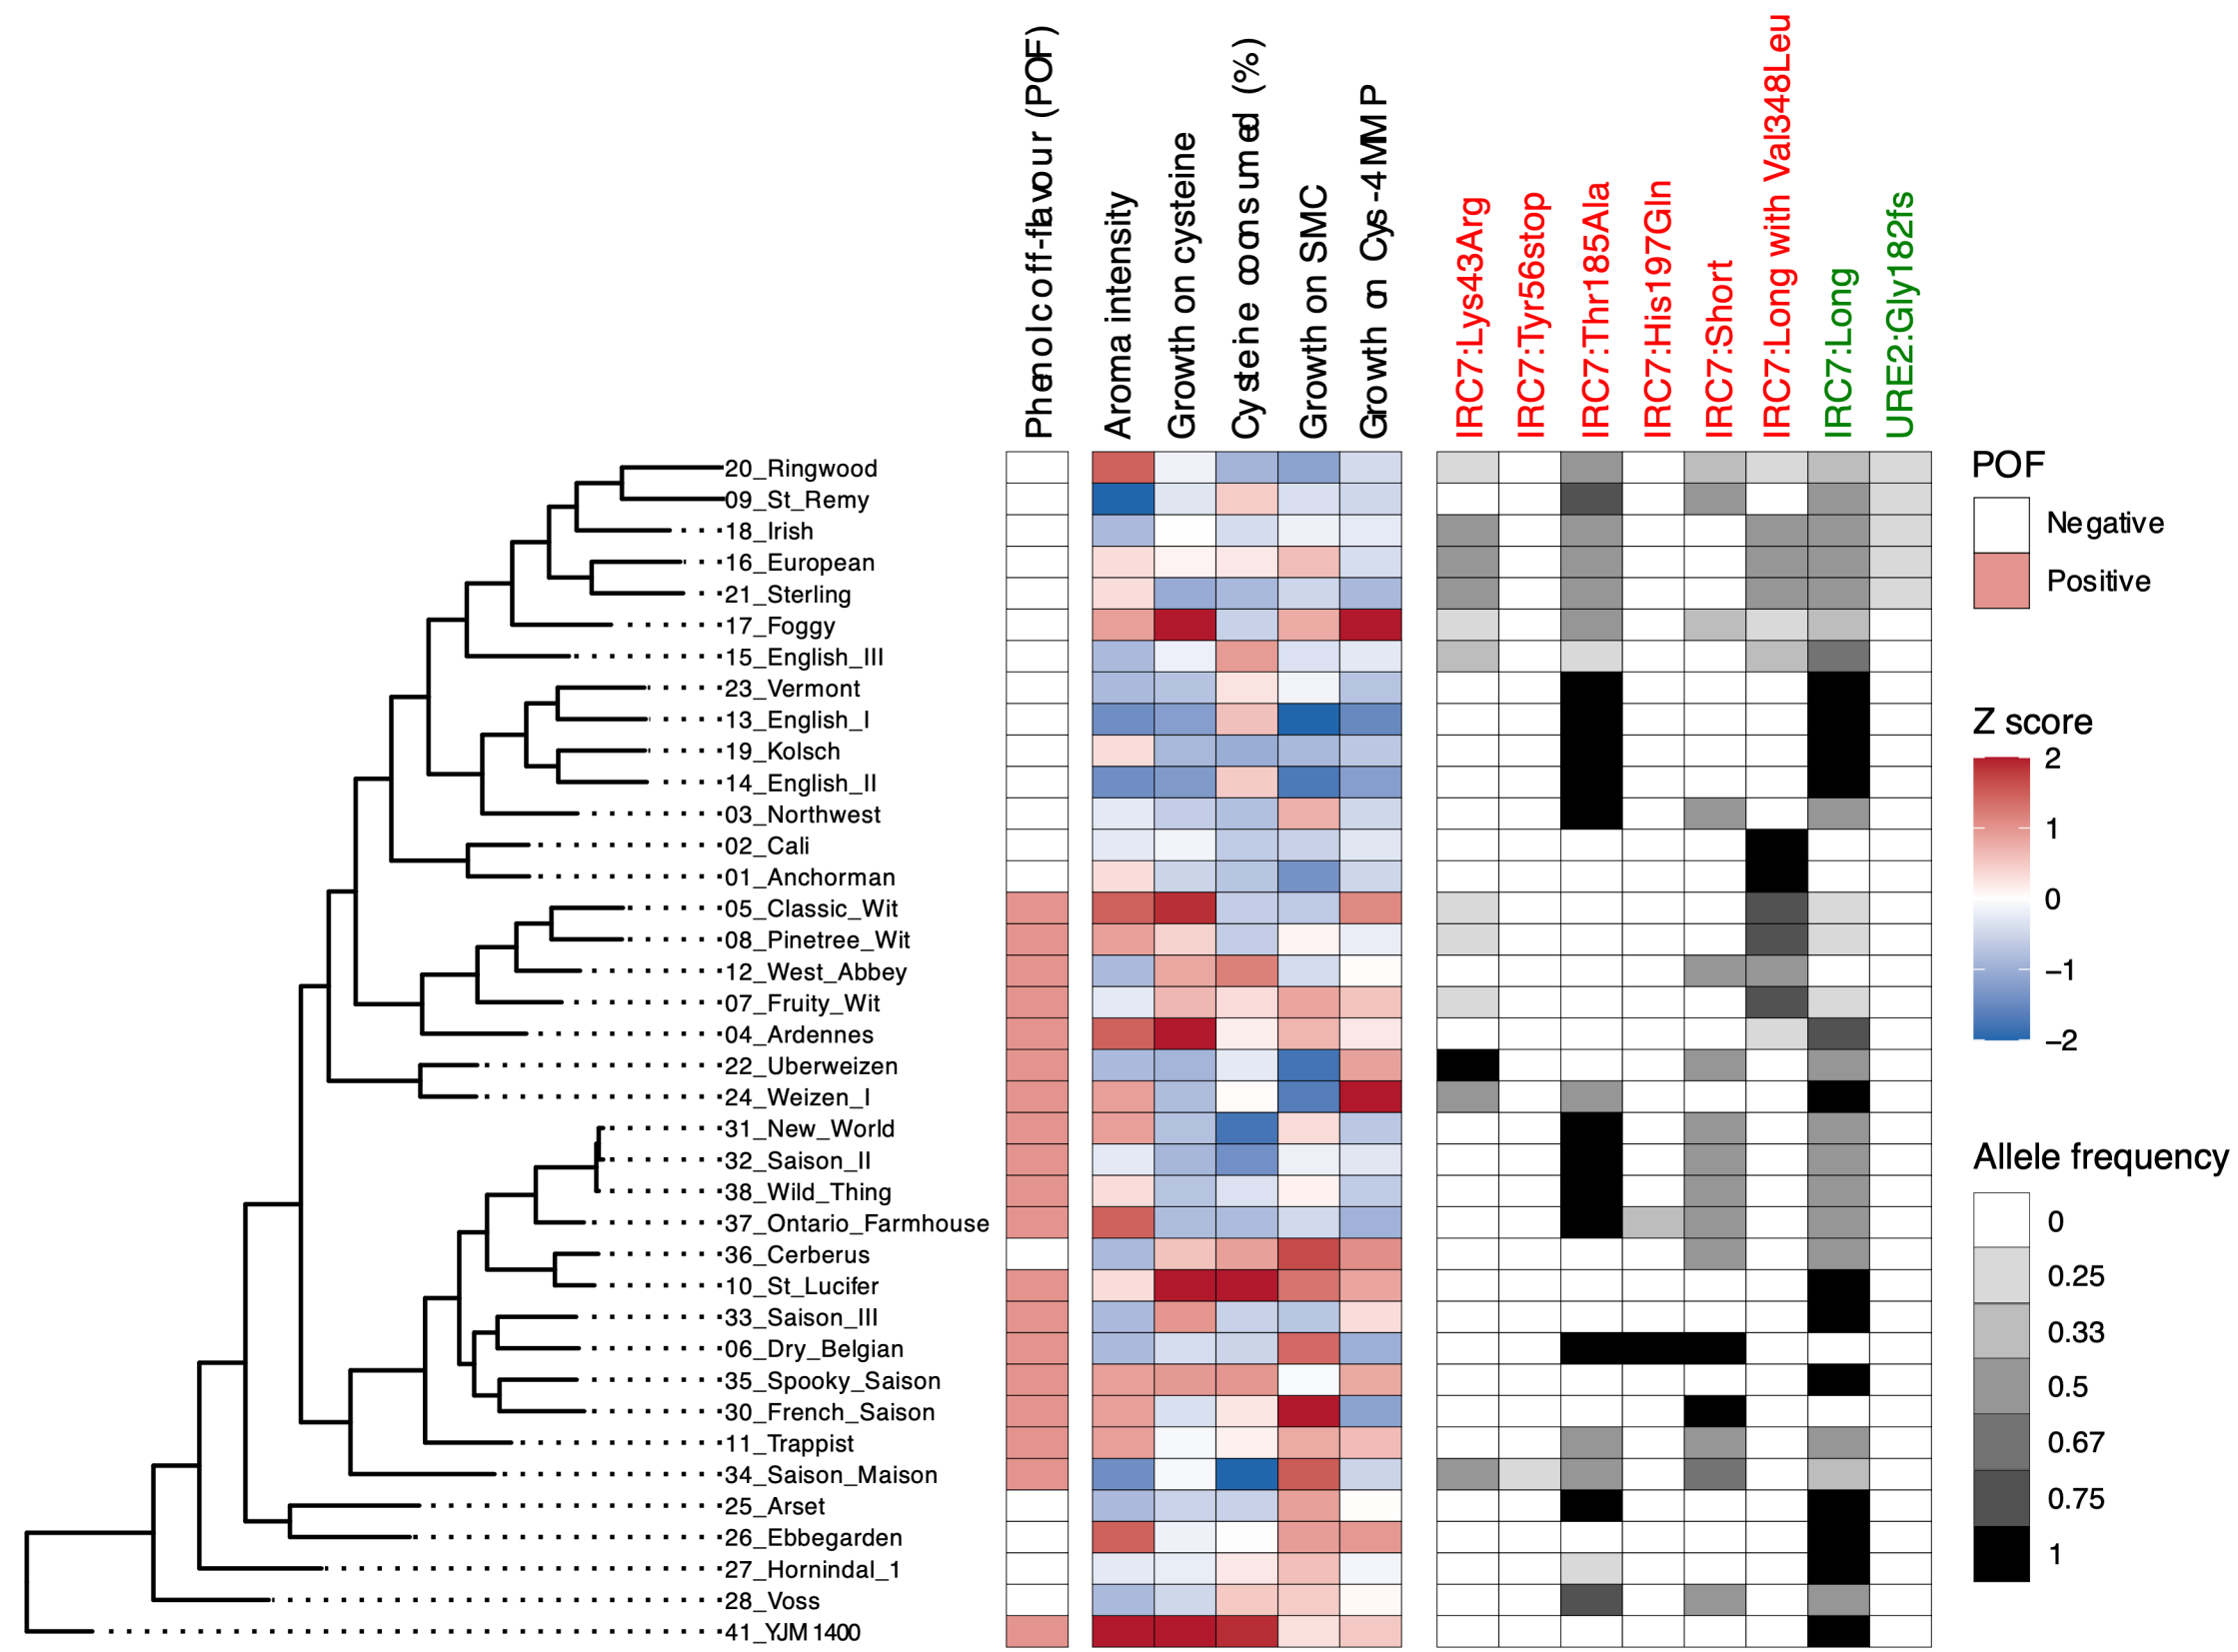 Phenolc off-flavour (POF)
Aroma intensity
Growth on cysteine
Cysteine coonsumed (%)
Growth on SMC
Growth on Cys-4MMP
IRC7:Lys43Arg
IRC7:Tyr56stop
IRC7:Thr185Ala
IRC7:His197Gln
IRC7:Short
IRC7:Long with Val348Leu
IRC7:Long
URE2:Gly182fs
20_Ringwood
09_St_Remy
18_Irish
16_European
21_Sterling
17_Foggy
15_English_III
23_Vermont
13_English_I
19_Kolsch
14_English_II
03_Northwest
02_Cali
01_Anchorman
05_Classic_Wit
08_Pinetree_Wit
12_West_Abbey
07_Fruity_Wit
04_Ardennes
22_Uberweizen
24_Weizen_I
31_New_World
32_Saison_II
38_Wild_Thing
37_Ontario_Farmhouse
36_Cerberus
10_St_Lucifer
33_Saison_III
06_Dry_Belgian
35_Spooky_Saison
30_French_Saison
11_Trappist
34_Saison_Maison
25_Arset
26_Ebbegarden
27_Hornindal_1
28_Voss
41_YJM1400
POF
Negative
Positive
Z score
2
1
0
−1
−2
Allele frequency
0
0.25
0.33
0.5
0.67
0.75
1